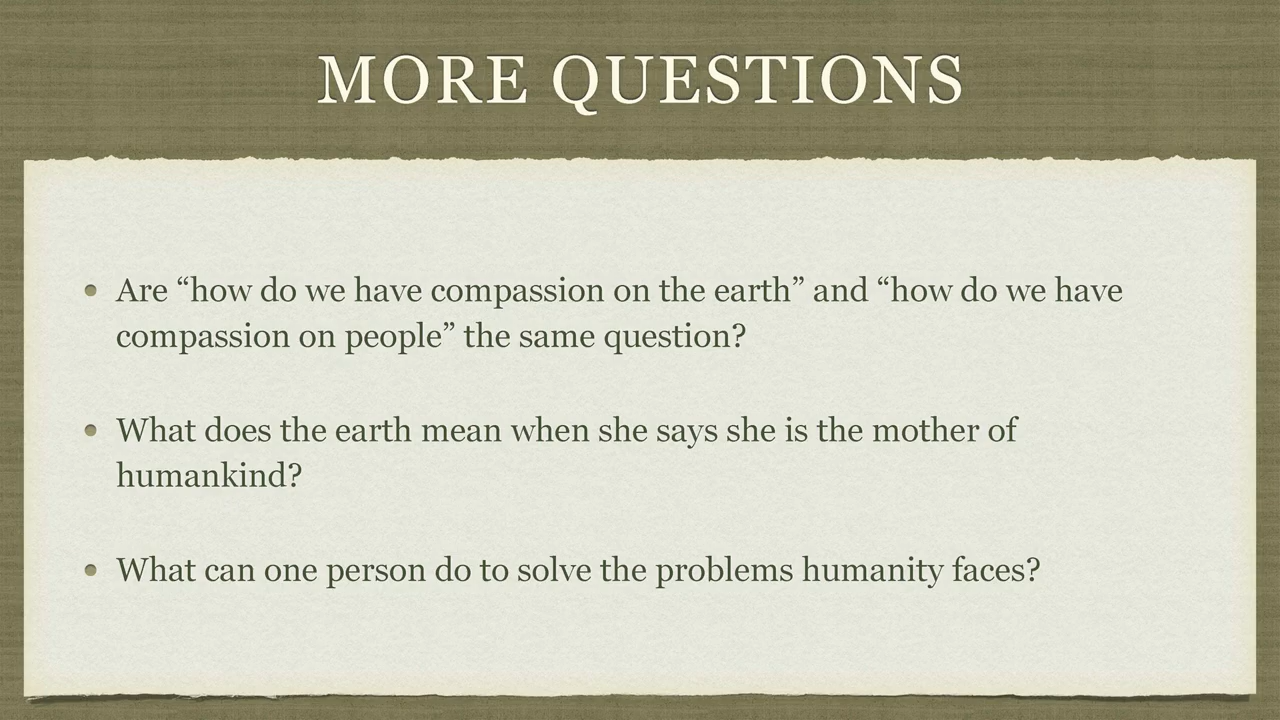 MORE QUESTIONS
• Are “how do we have compassion on the earth” and “how do we have
compassion on people” the same question?
• What does the earth mean when she says she is the mother of
humankind?
• What can one person do to solve the problems humanity faces?